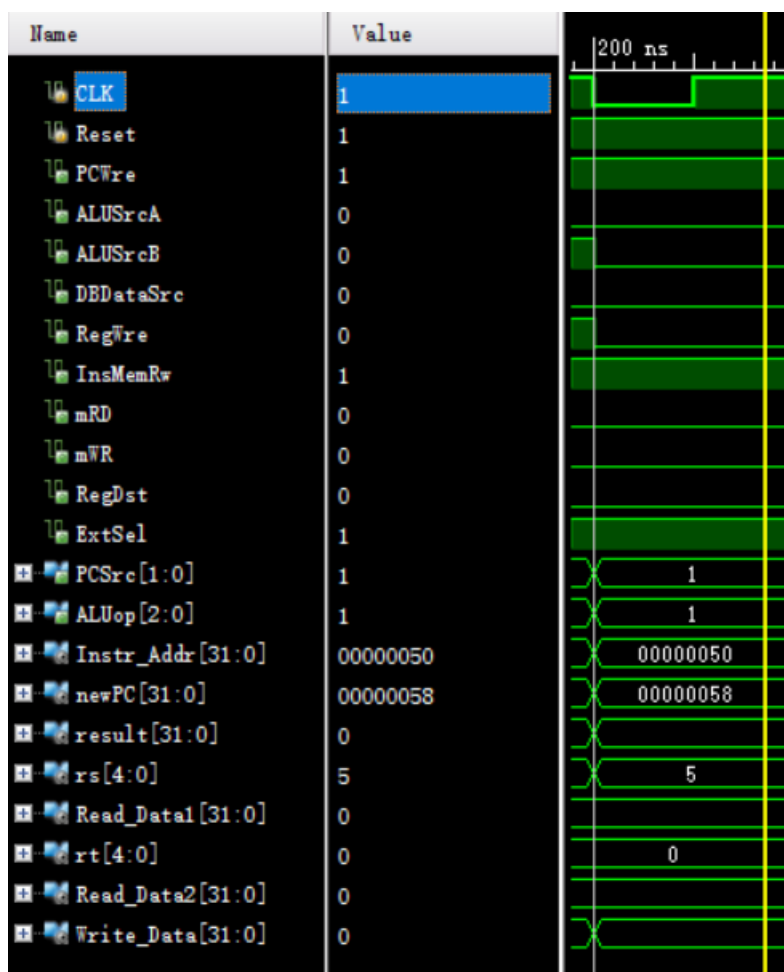 Name Value
200 ns
CLK 1
Reset 1
PCWre 1
ALUSrcA 0
ALUSrcB 0
DBDataSrc 0
RegWre 0
InsMemRw 1
mRD 0
mWR 0
RegDst 0
ExtSel 1
PCSrc[1:0] 1 1
ALUop[2:0] 1 1
Instr_Addr[31:0] 00000050 00000050
newPC[31:0] 00000058 00000058
result[31:0] 0
rs[4:0] 5 5
Read_Data1[31:0] 0
rt[4:0] 0 0
Read_Data2[31:0] 0
Write_Data[31:0] 0